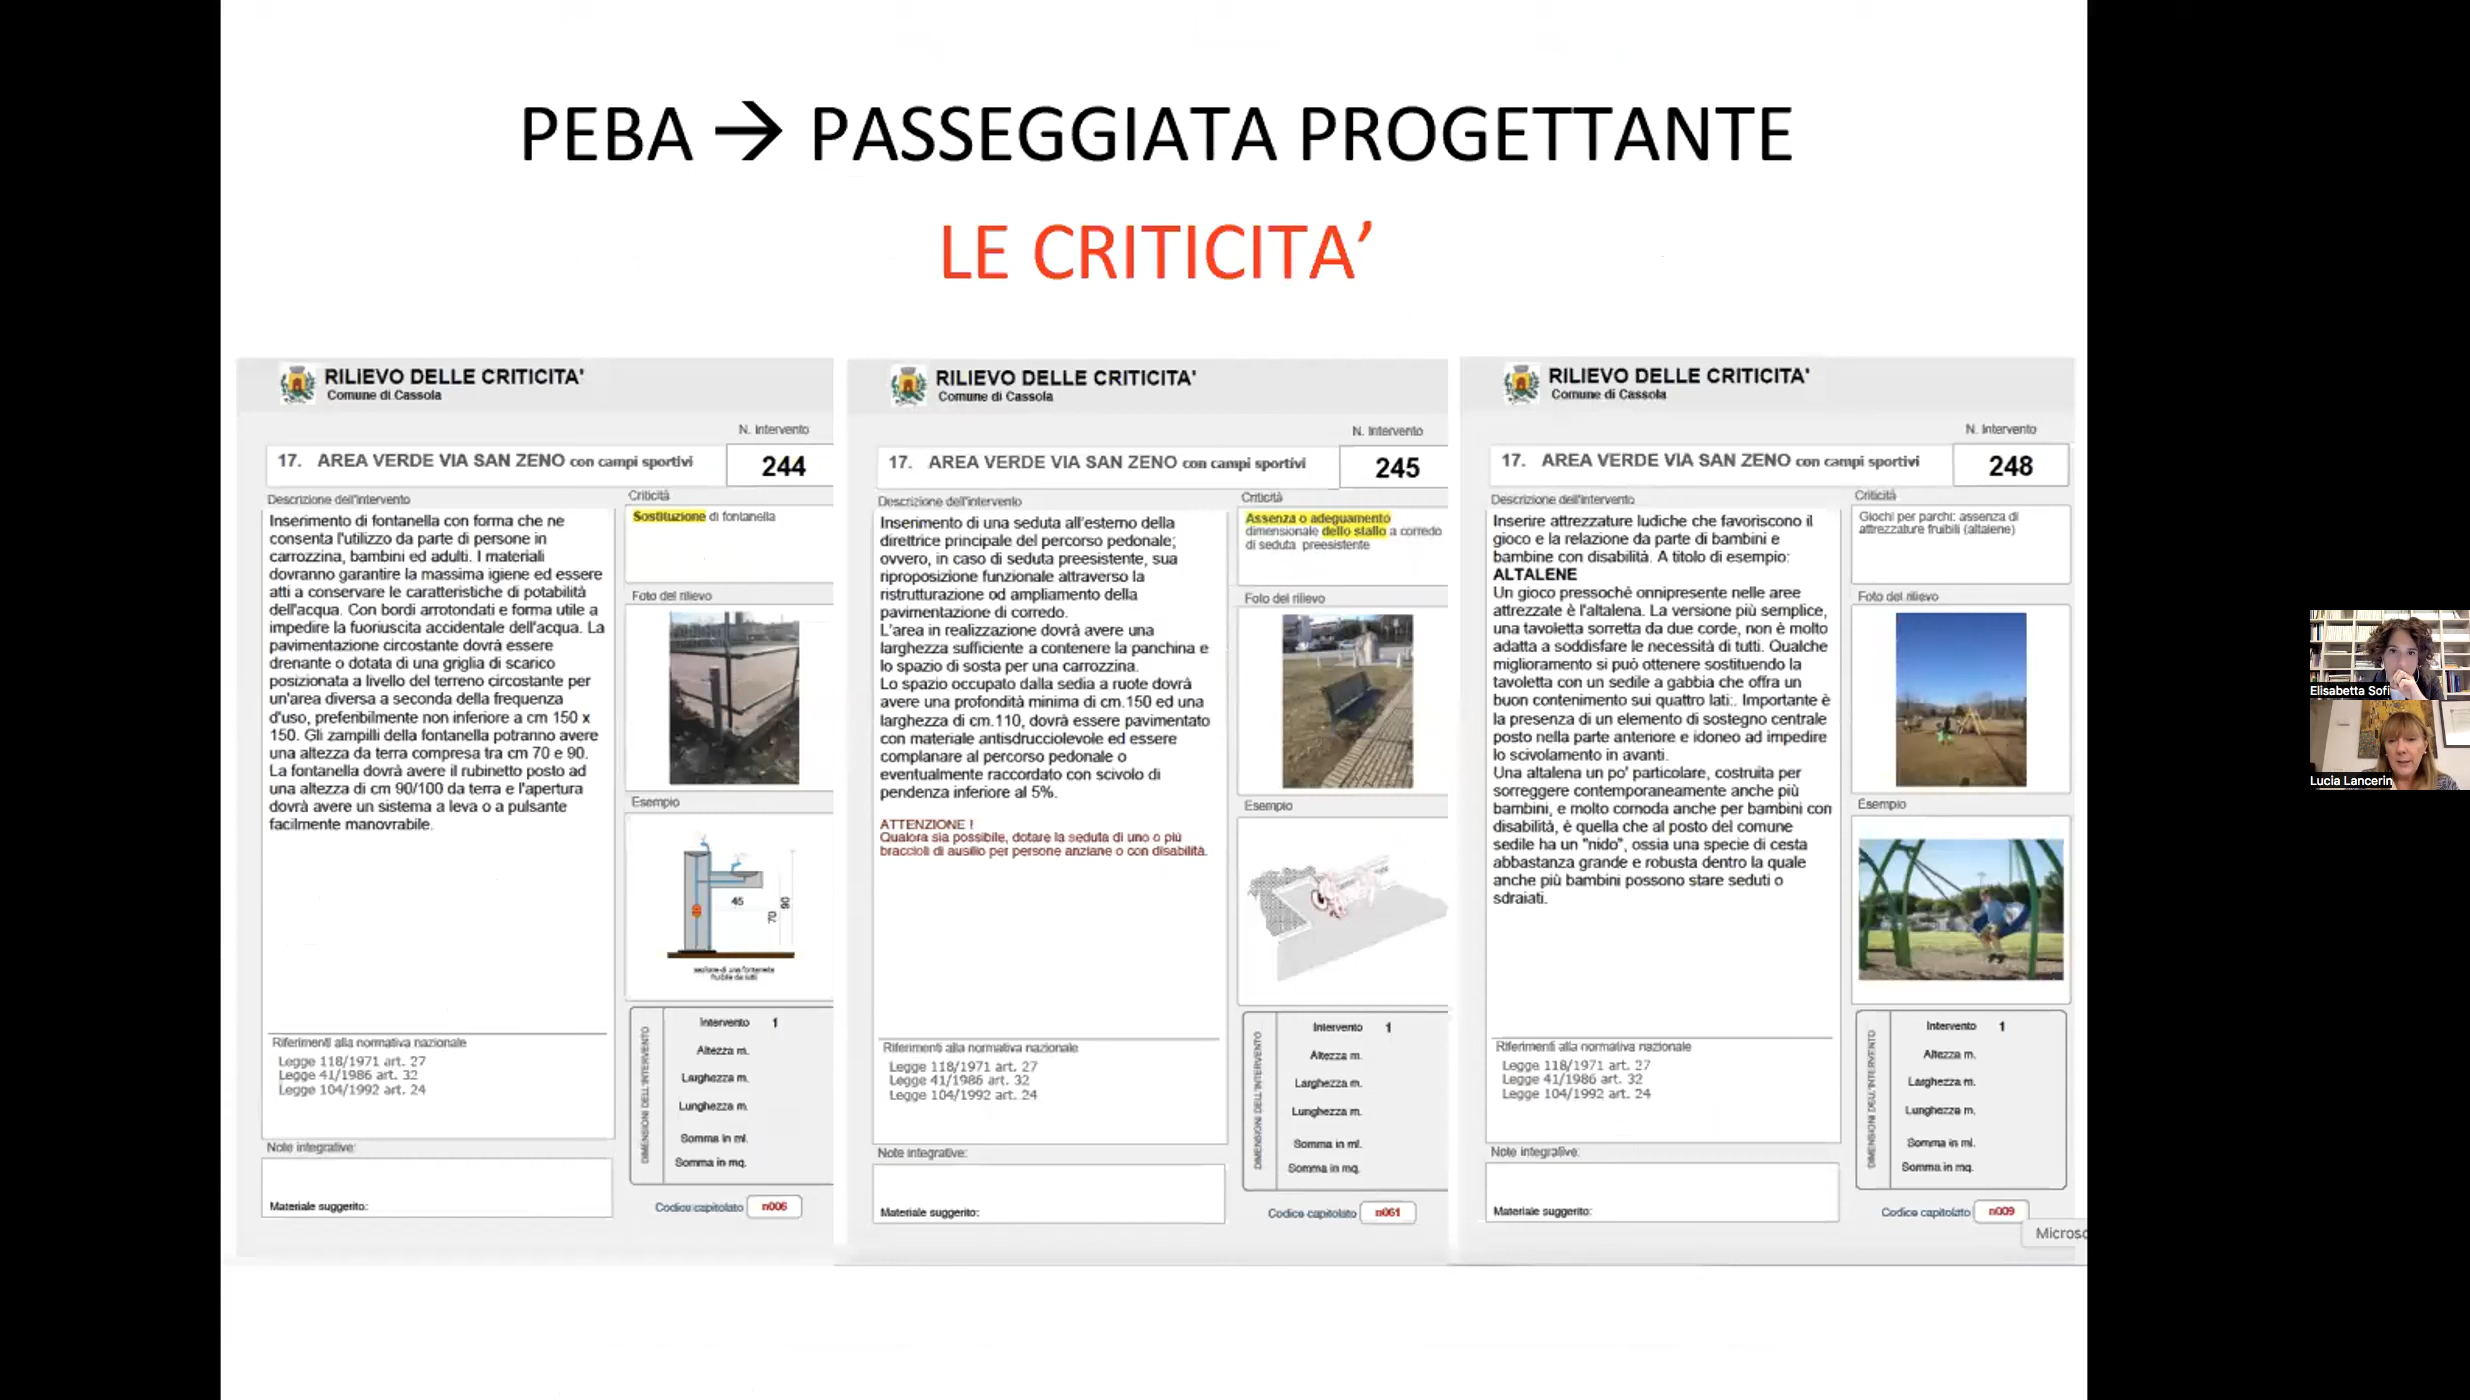 PEBA → PASSEGGIATA PROGETTANTE
LE CRITICITA’
RILIEVO DELLE CRITICITA'
Comune di Cassola
N. Intervento
17. AREA VERDE VIA SAN ZENO con campi sportivi
244
Descrizione dell'intervento
Inserimento di fontanella con forma che ne
consenta l'utilizzo da parte di persone in
carrozzina, bambini ed adulti. I materiali
dovranno garantire la massima igiene ed essere
atti a conservare le caratteristiche di potabilità
dell'acqua. Con bordi arrotondati e forma utile a
impedire la fuoriuscita accidentale dell'acqua. La
pavimentazione circostante dovrà essere
drenante o dotata di una griglia di scarico
posizionata a livello del terreno circostante per
un'area diversa a seconda della frequenza
d'uso, preferibilmente non inferiore a cm 150 x
150. Gli zampilli della fontanella potranno avere
una altezza da terra compresa tra cm 70 e 90.
La fontanella dovrà avere il rubinetto posto ad
una altezza di cm 90/100 da terra e l'apertura
dovrà avere un sistema a leva o a pulsante
facilmente manovrabile.
Riferimenti alla normativa nazionale
Legge 118/1971 art. 27
Legge 41/1986 art. 32
Legge 104/1992 art. 24
Note integrative:
Materiale suggerito:
Criticità
Sostituzione di fontanella
Foto del rilievo
Esempio
45
70
90
sezione di una fontanella
fruibile da tutti
DIMENSIONI DELL'INTERVENTO
Intervento 1
Altezza m.
Larghezza m.
Lunghezza m.
Somma in ml.
Somma in mq.
Codice capitolato n006
RILIEVO DELLE CRITICITA'
Comune di Cassola
N. Intervento
17. AREA VERDE VIA SAN ZENO con campi sportivi
245
Descrizione dell'intervento
Inserimento di una seduta all'esterno della
direttrice principale del percorso pedonale;
ovvero, in caso di seduta preesistente, sua
riproposizione funzionale attraverso la
ristrutturazione od ampliamento della
pavimentazione di corredo.
L'area in realizzazione dovrà avere una
larghezza sufficiente a contenere la panchina e
lo spazio di sosta per una carrozzina.
Lo spazio occupato dalla sedia a ruote dovrà
avere una profondità minima di cm.150 ed una
larghezza di cm.110, dovrà essere pavimentato
con materiale antisdrucciolevole ed essere
complanare al percorso pedonale o
eventualmente raccordato con scivolo di
pendenza inferiore al 5%.
ATTENZIONE !
Qualora sia possibile, dotare la seduta di uno o più
braccioli di ausilio per persone anziane o con disabilità.
Riferimenti alla normativa nazionale
Legge 118/1971 art. 27
Legge 41/1986 art. 32
Legge 104/1992 art. 24
Note integrative:
Materiale suggerito:
Criticità
Assenza o adeguamento
dimensionale dello stallo a corredo
di seduta preesistente
Foto del rilievo
Esempio
DIMENSIONI DELL'INTERVENTO
Intervento 1
Altezza m.
Larghezza m.
Lunghezza m.
Somma in ml.
Somma in mq.
Codice capitolato n061
RILIEVO DELLE CRITICITA'
Comune di Cassola
N. Intervento
17. AREA VERDE VIA SAN ZENO con campi sportivi
248
Descrizione dell'intervento
Inserire attrezzature ludiche che favoriscono il
gioco e la relazione da parte di bambini e
bambine con disabilità. A titolo di esempio:
ALTALENE
Un gioco pressochè onnipresente nelle aree
attrezzate è l'altalena. La versione più semplice,
una tavoletta sorretta da due corde, non è molto
adatta a soddisfare le necessità di tutti. Qualche
miglioramento si può ottenere sostituendo la
tavoletta con un sedile a gabbia che offra un
buon contenimento sui quattro lati:. Importante è
la presenza di un elemento di sostegno centrale
posto nella parte anteriore e idoneo ad impedire
lo scivolamento in avanti.
Una altalena un po' particolare, costruita per
sorreggere contemporaneamente anche più
bambini, e molto comoda anche per bambini con
disabilità, è quella che al posto del comune
sedile ha un "nido", ossia una specie di cesta
abbastanza grande e robusta dentro la quale
anche più bambini possono stare seduti o
sdraiati.
Riferimenti alla normativa nazionale
Legge 118/1971 art. 27
Legge 41/1986 art. 32
Legge 104/1992 art. 24
Note integrative:
Materiale suggerito:
Criticità
Giochi per parchi: assenza di
attrezzature fruibili (altalene)
Foto del rilievo
Esempio
DIMENSIONI DELL'INTERVENTO
Intervento 1
Altezza m.
Larghezza m.
Lunghezza m.
Somma in ml.
Somma in mq.
Codice capitolato n009
Microso
Elisabetta Sofi
Lucia Lancerin